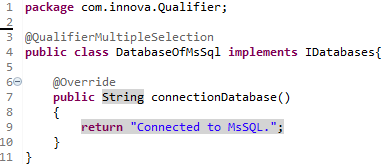 1 package com.innova.Qualifier;
2
3 @QualifierMultipleSelection
4 public class DatabaseOfMsSql implements IDatabases{
5
6 @Override
7 public String connectionDatabase()
8 {
9 return "Connected to MsSQL.";
10 }
11 }